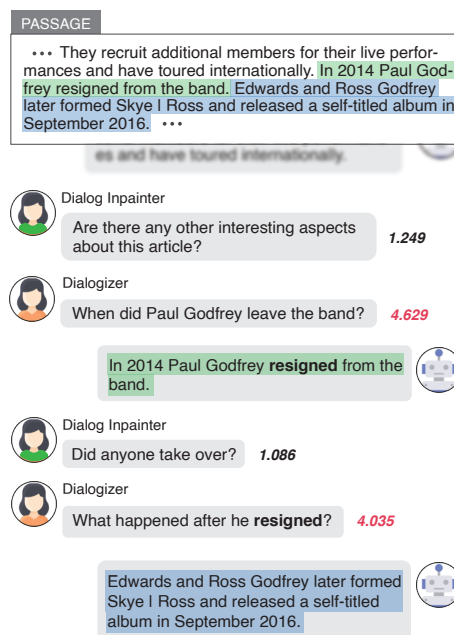 PASSAGE
··· They recruit additional members for their live perfor-
mances and have toured internationally. In 2014 Paul God-
frey resigned from the band. Edwards and Ross Godfrey
later formed Skye | Ross and released a self-titled album in
September 2016. ···
es and have toured internationally.
Dialog Inpainter
Are there any other interesting aspects
about this article?
1.249
Dialogizer
When did Paul Godfrey leave the band?
4.629
In 2014 Paul Godfrey resigned from the
band.
Dialog Inpainter
Did anyone take over?
1.086
Dialogizer
What happened after he resigned?
4.035
Edwards and Ross Godfrey later formed
Skye | Ross and released a self-titled
album in September 2016.